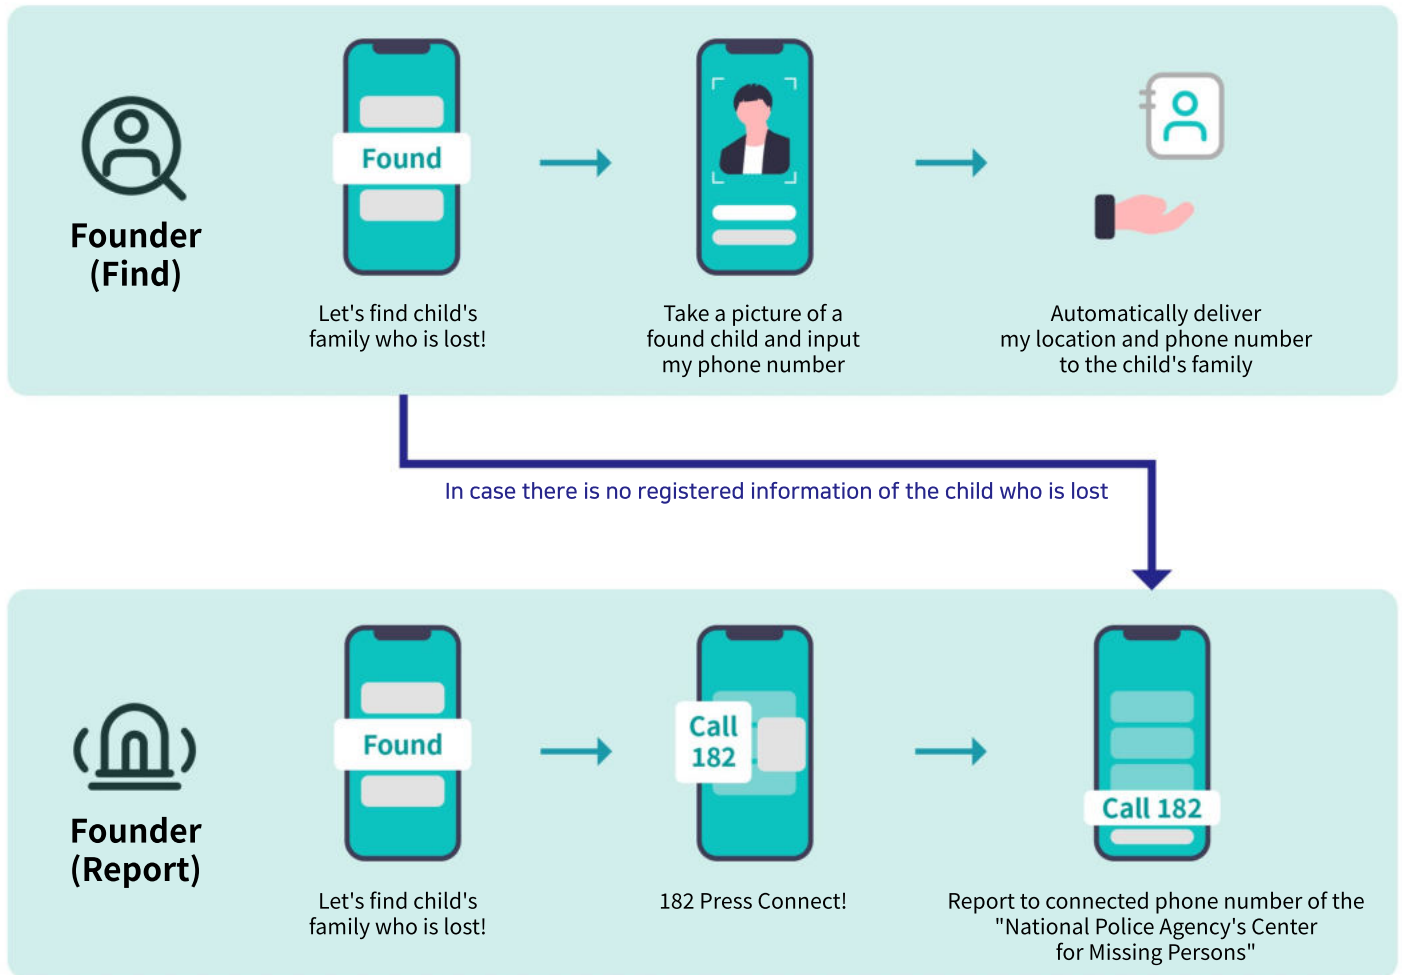 Founder
(Find)
Found
Let's find child's
family who is lost!
Take a picture of a
found child and input
my phone number
Automatically deliver
my location and phone number
to the child's family
In case there is no registered information of the child who is lost
Founder
(Report)
Found
Let's find child's
family who is lost!
Call
182
182 Press Connect!
Call 182
Report to connected phone number of the
"National Police Agency's Center
for Missing Persons"